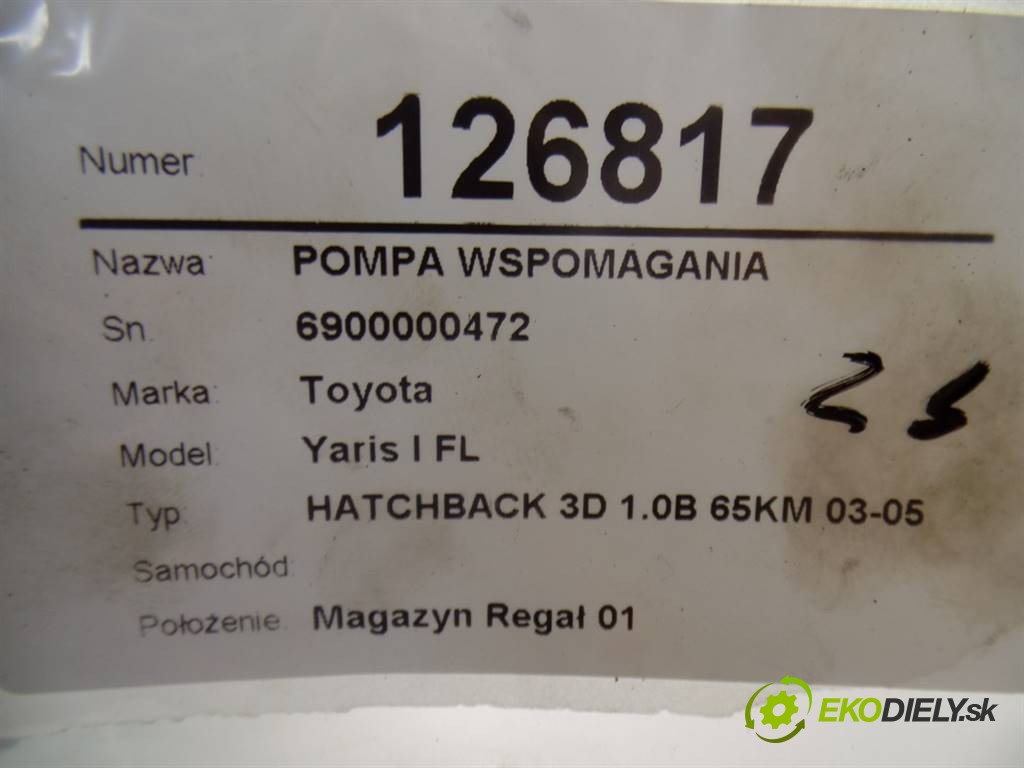 Numer: 126817
Nazwa: POMPA WSPOMAGANIA
Sn. 6900000472
Marka: Toyota
Model: Yaris I FL
Typ: HATCHBACK 3D 1.0B 65KM 03-05
Samochód:
Położenie: Magazyn Regał 01
EKODIELY.sk